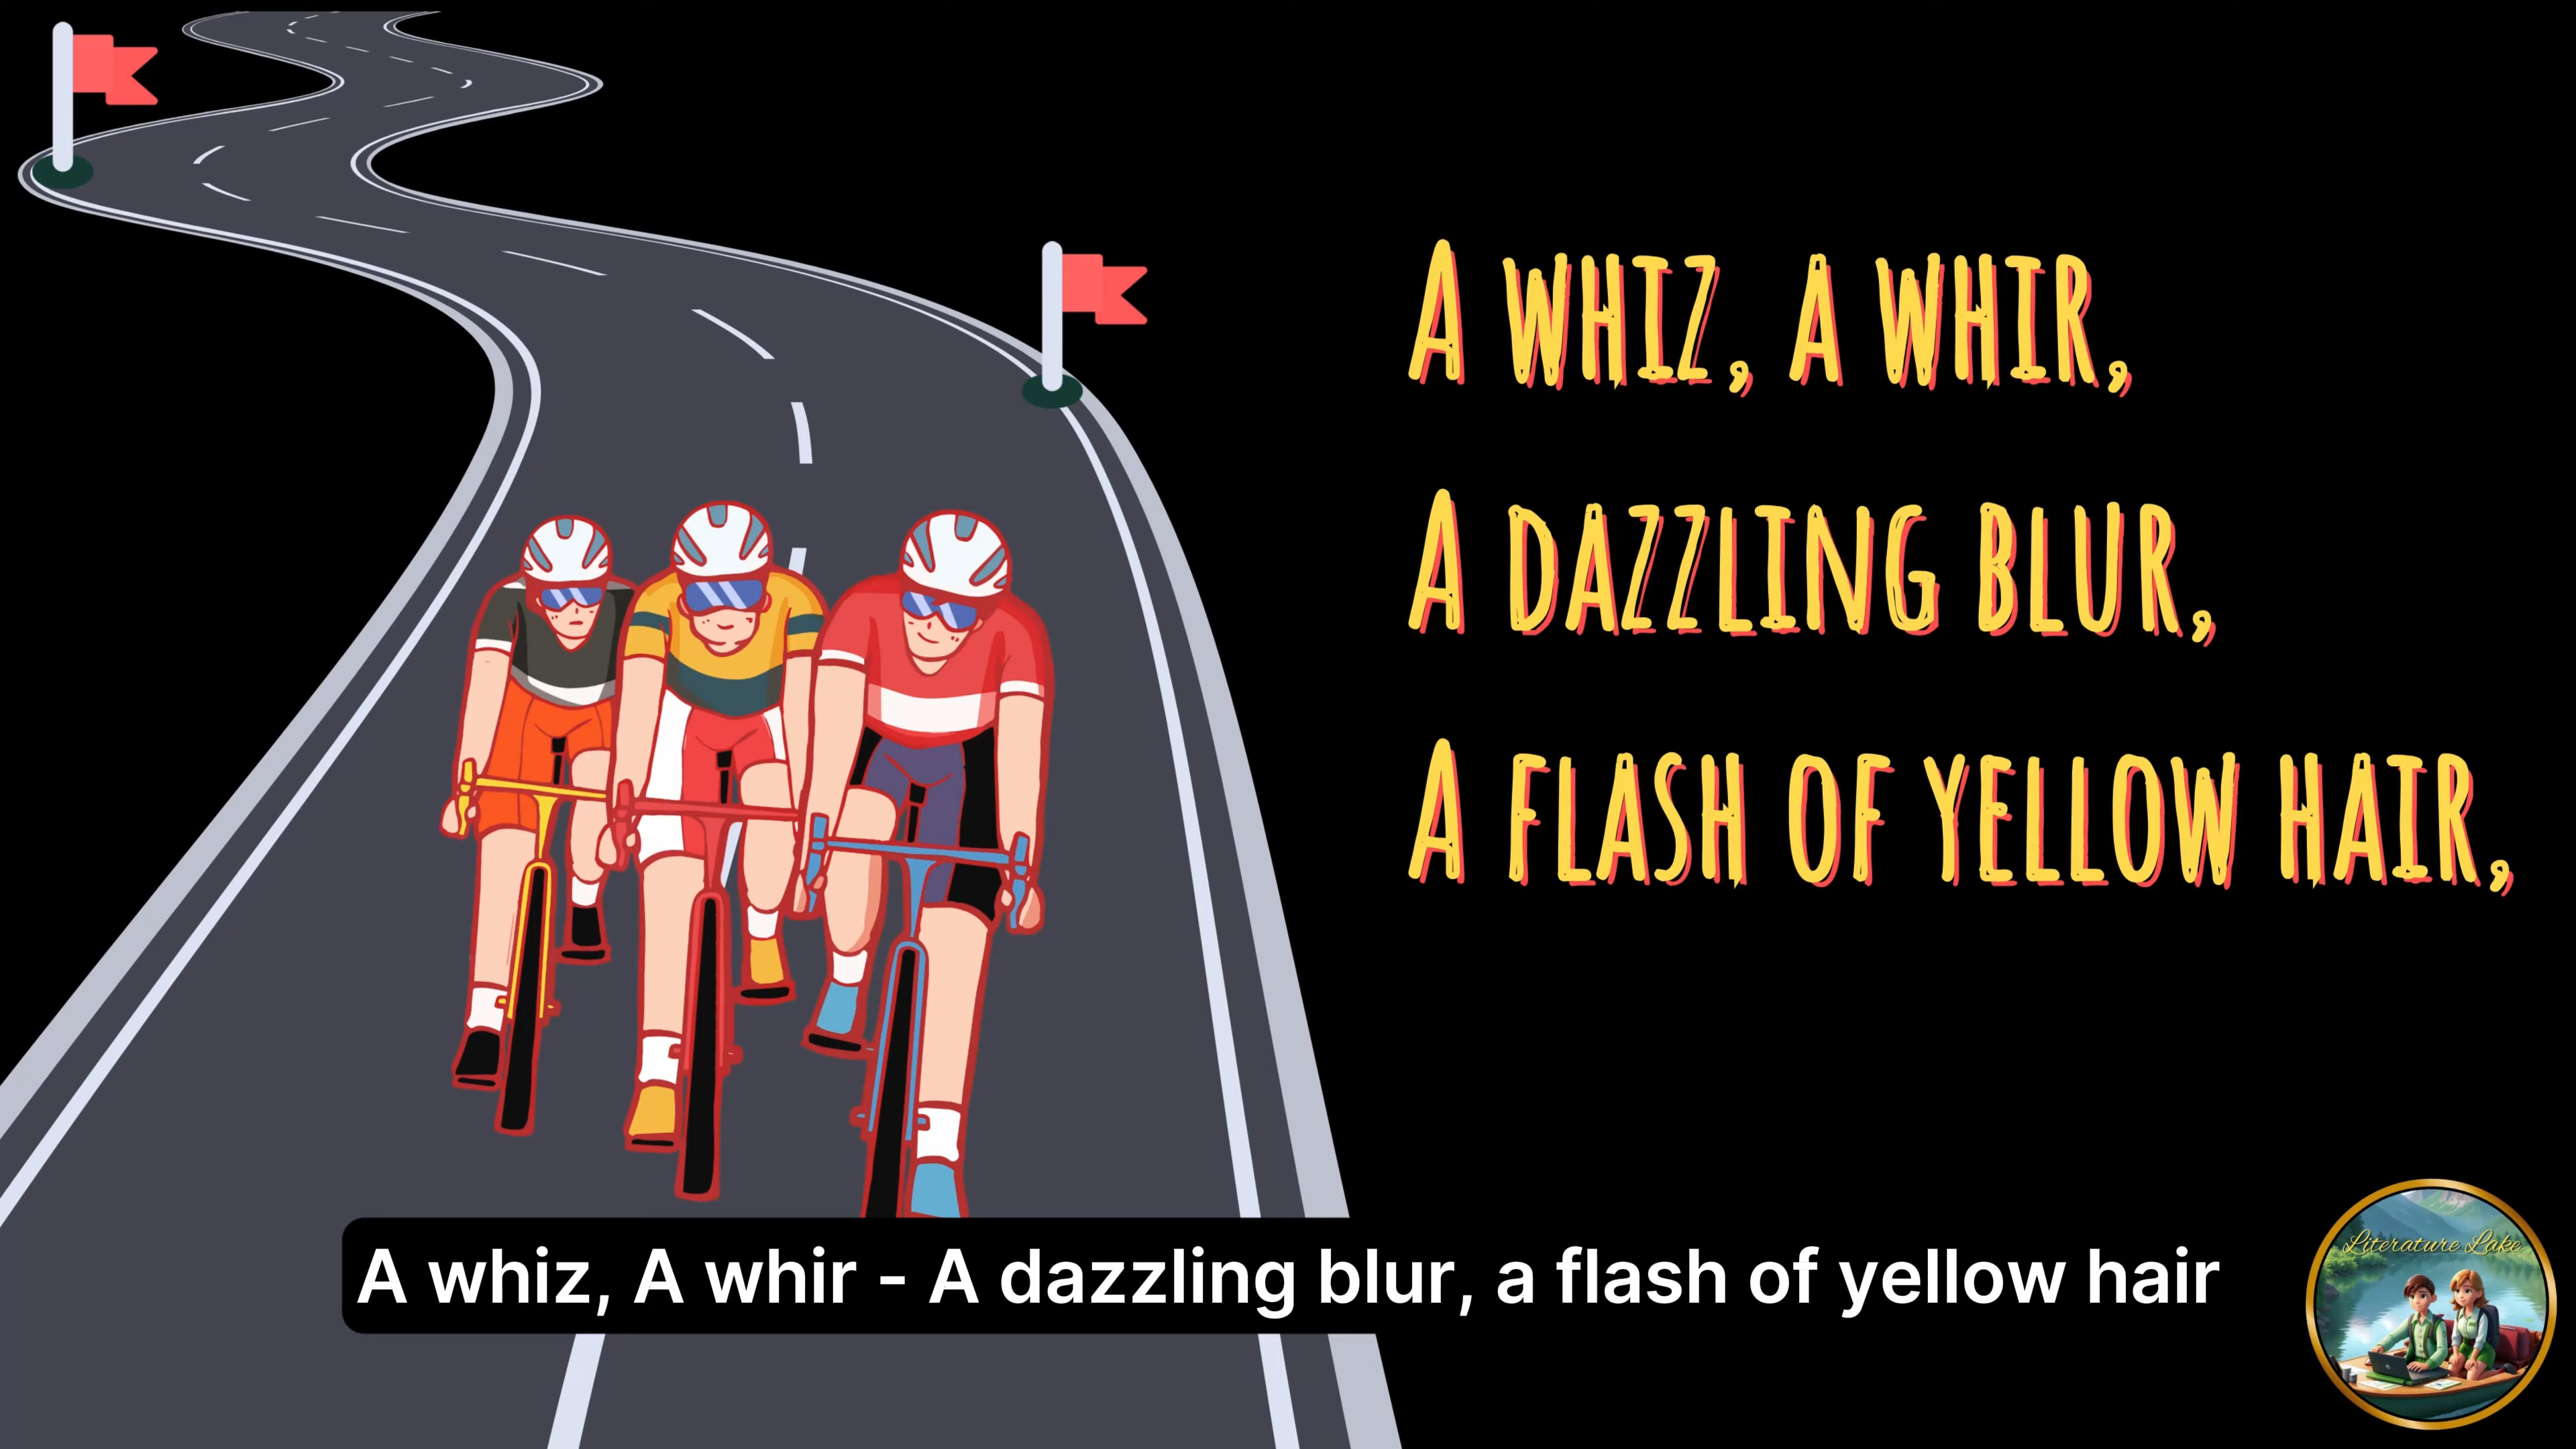 A WHIZ, A WHIR,
A DAZZLING BLUR,
A FLASH OF YELLOW HAIR,
A whiz, A whir - A dazzling blur, a flash of yellow hair
Literature Lake